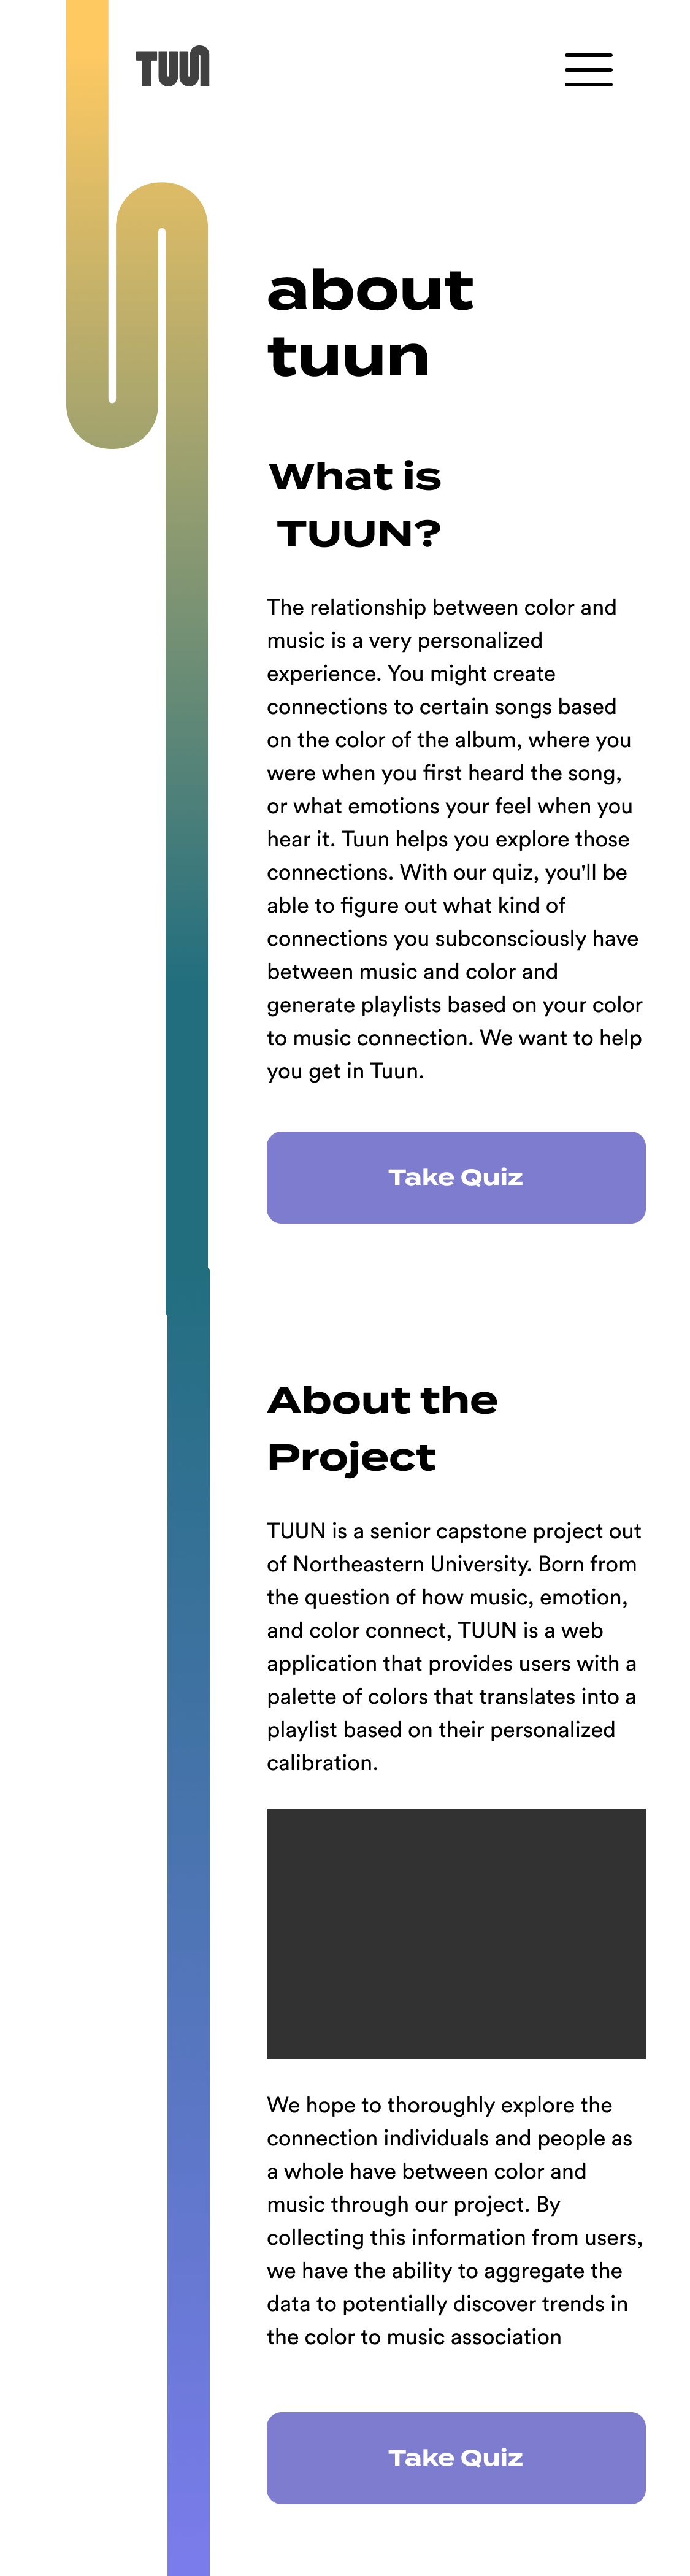 TUUN
about
tuun
What is
TUUN?
The relationship between color and
music is a very personalized
experience. You might create
connections to certain songs based
on the color of the album, where you
were when you first heard the song,
or what emotions your feel when you
hear it. Tuun helps you explore those
connections. With our quiz, you'll be
able to figure out what kind of
connections you subconsciously have
between music and color and
generate playlists based on your color
to music connection. We want to help
you get in Tuun.
Take Quiz
About the
Project
TUUN is a senior capstone project out
of Northeastern University. Born from
the question of how music, emotion,
and color connect, TUUN is a web
application that provides users with a
palette of colors that translates into a
playlist based on their personalized
calibration.
We hope to thoroughly explore the
connection individuals and people as
a whole have between color and
music through our project. By
collecting this information from users,
we have the ability to aggregate the
data to potentially discover trends in
the color to music association
Take Quiz